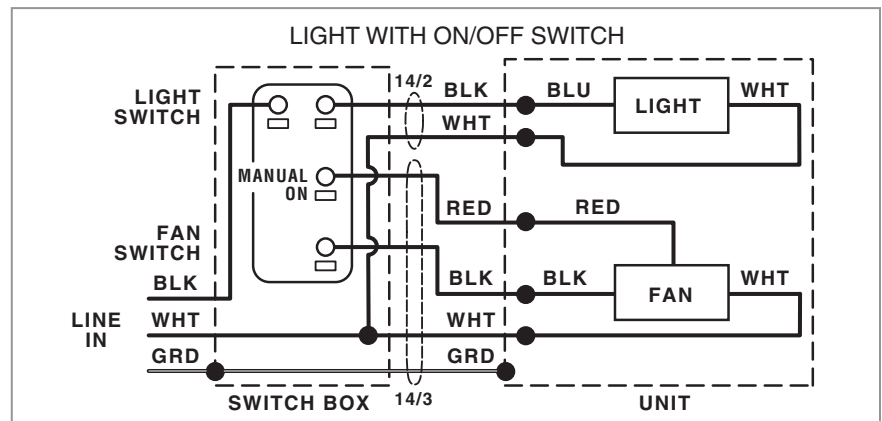 LIGHT WITH ON/OFF SWITCH
14/2
LIGHT
SWITCH
BLK
BLU
LIGHT
WHT
WHT
MANUAL
ON
RED
RED
FAN
SWITCH
BLK
BLK
BLK
FAN
WHT
LINE
IN
WHT
WHT
GRD
GRD
SWITCH BOX
14/3
UNIT